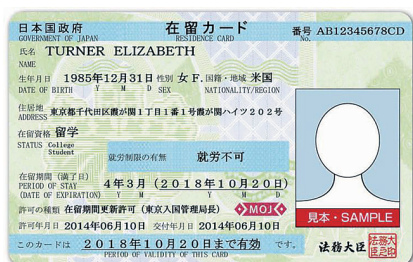 日本国政府 在留カード 番号 AB12345678CD
GOVERNMENT OF JAPAN RESIDENCE CARD No.
氏名 TURNER ELIZABETH
NAME
生年月日 1985年12月31日 性別 女 F. 国籍・地域 米国
DATE OF BIRTH Y M D SEX NATIONALITY/REGION
住居地 東京都千代田区霞が関1丁目1番1号霞が関ハイツ202号
ADDRESS
在留資格 留学
STATUS College
Student
就労制限の有無 就労不可
在留期間(満了日) 4年3月(2018年10月20日)
PERIOD OF STAY
(DATE OF EXPIRATION) Y M Y M D
許可の種類 在留期間更新許可(東京入国管理局長) MOJ
見本・SAMPLE
許可年月日 2014年06月10日 交付年月日 2014年06月10日
このカードは 2018年10月20日まで有効 です。
PERIOD OF VALIDITY OF THIS CARD
法務大臣